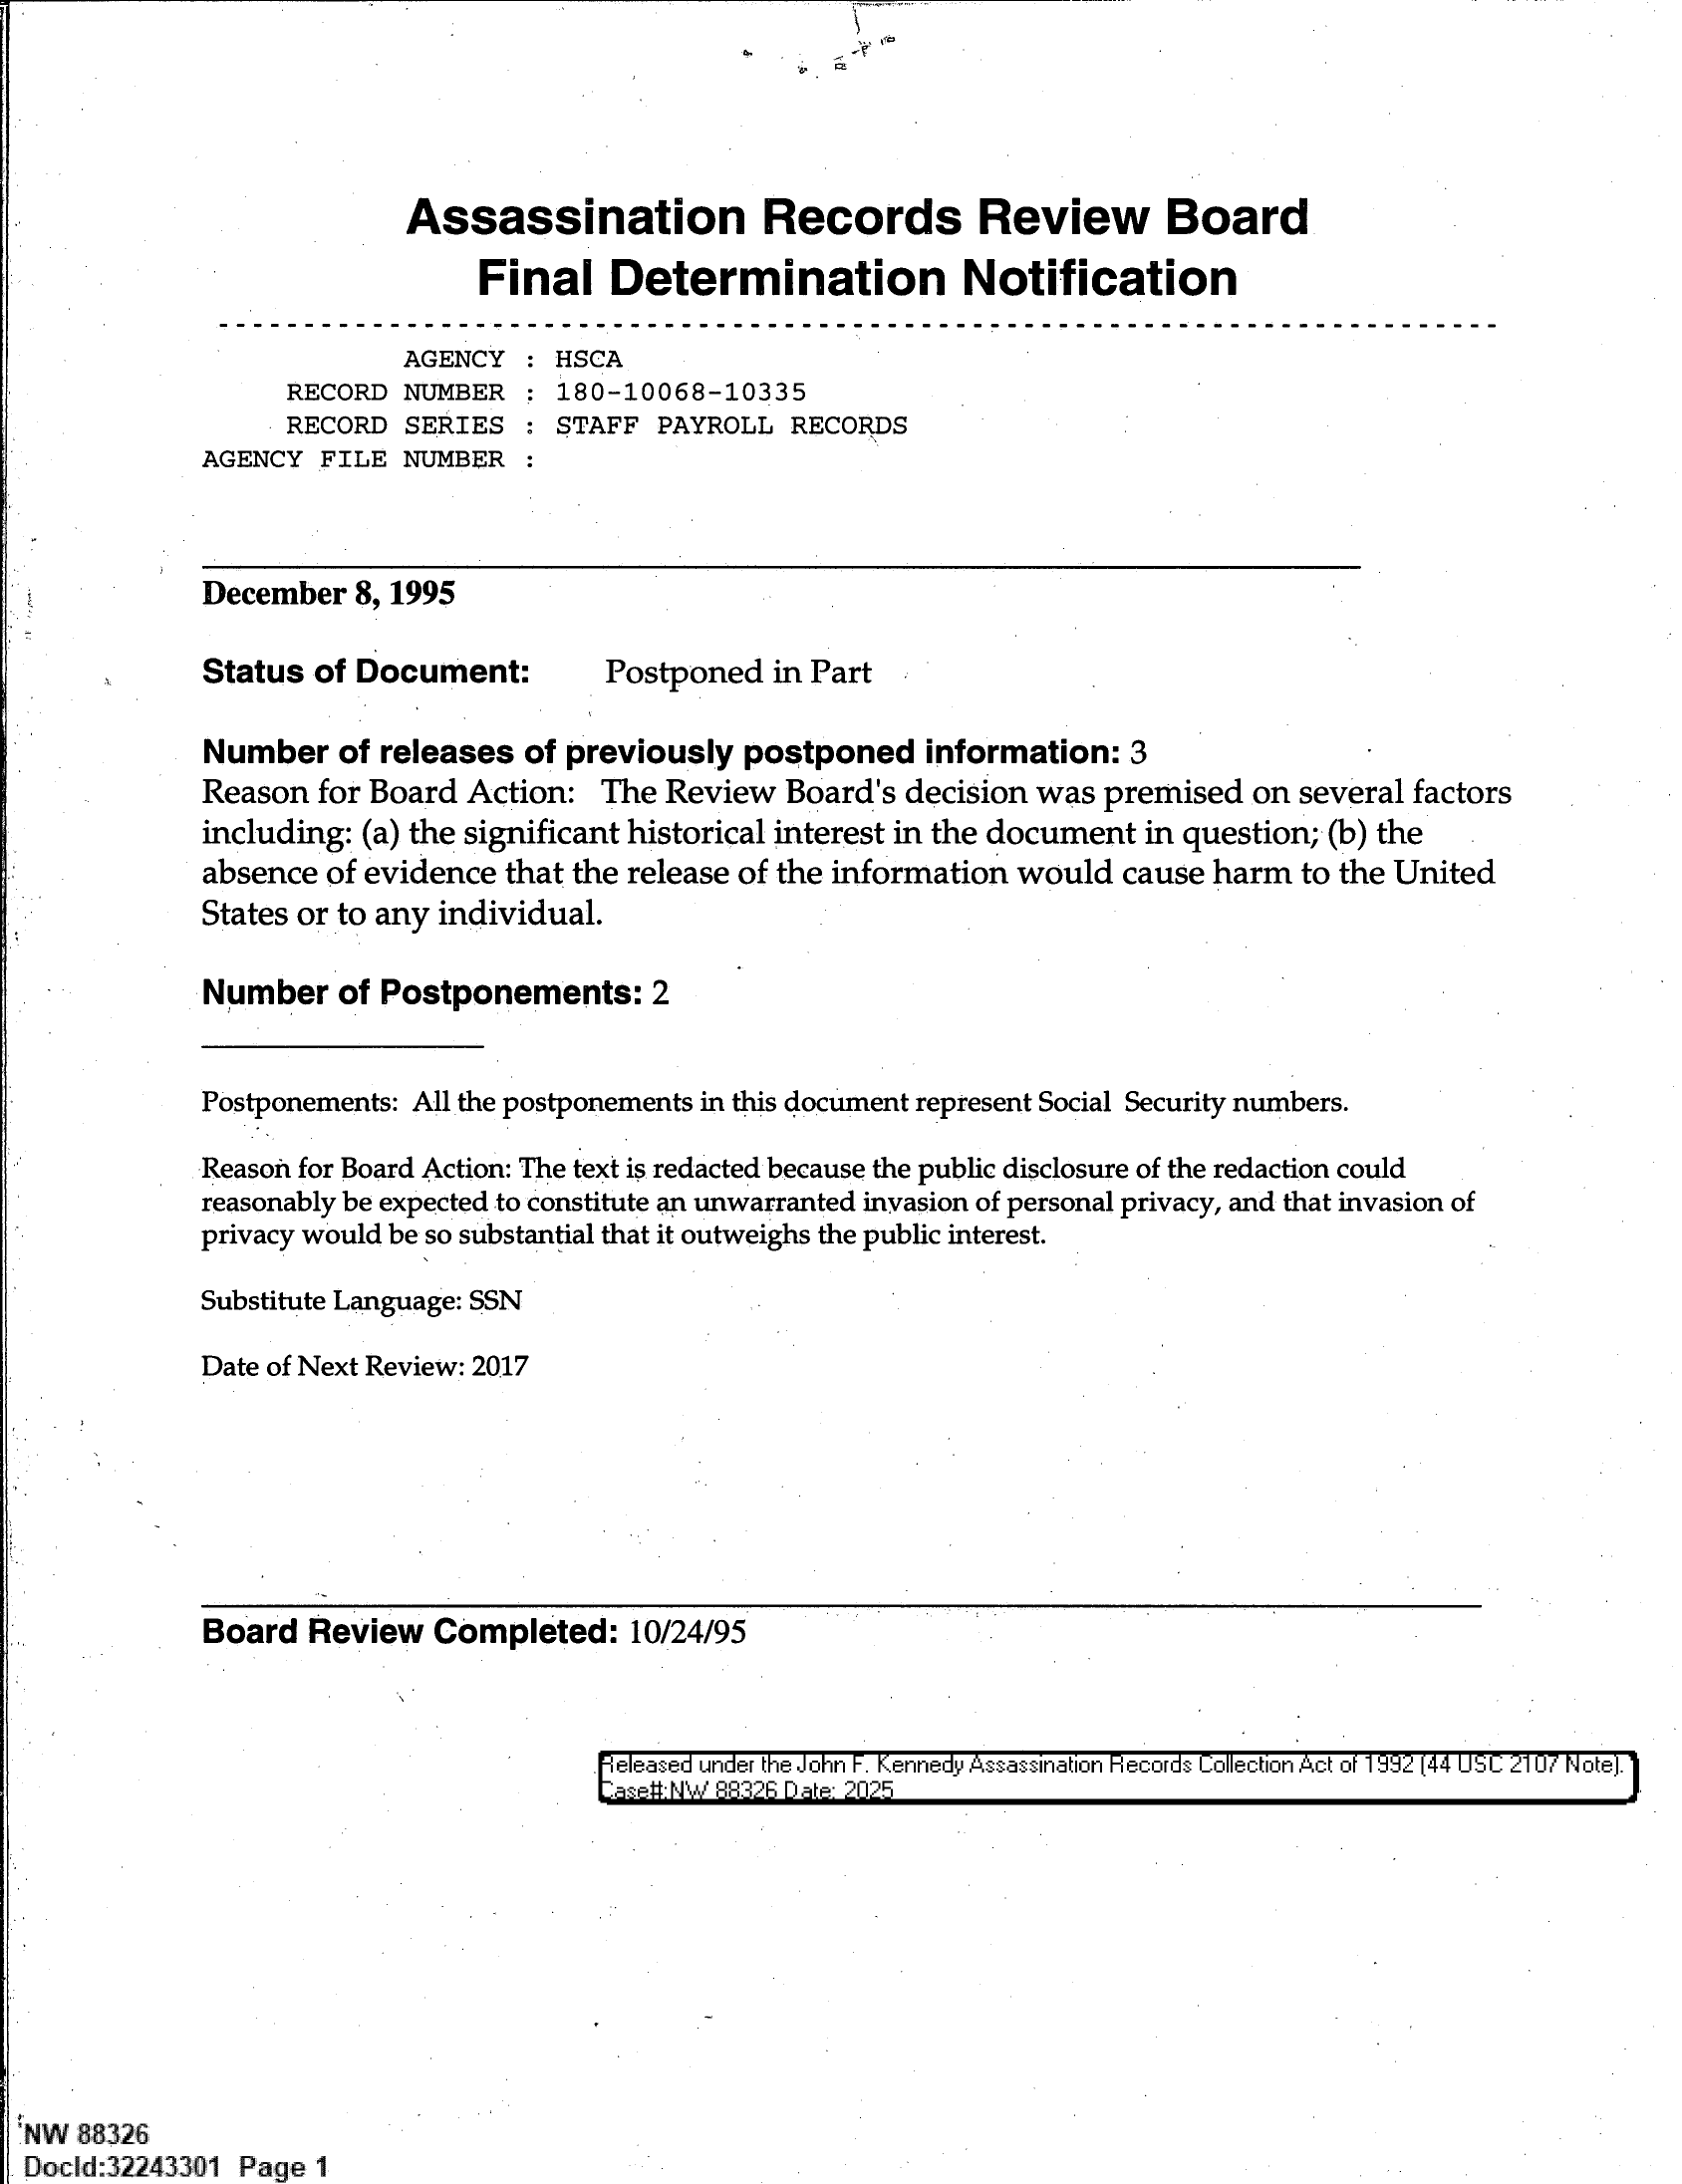 Assassination Records Review Board
Final Determination Notification
AGENCY : HSCA
RECORD NUMBER : 180-10068-10335
RECORD SERIES : STAFF PAYROLL RECORDS
AGENCY FILE NUMBER :
December 8, 1995
Status of Document: Postponed in Part
Number of releases of previously postponed information: 3
Reason for Board Action: The Review Board's decision was premised on several factors
including: (a) the significant historical interest in the document in question; (b) the
absence of evidence that the release of the information would cause harm to the United
States or to any individual.
Number of Postponements: 2
Postponements: All the postponements in this document represent Social Security numbers.
Reason for Board Action: The text is redacted because the public disclosure of the redaction could
reasonably be expected to constitute an unwarranted invasion of personal privacy, and that invasion of
privacy would be so substantial that it outweighs the public interest.
Substitute Language: SSN
Date of Next Review: 2017
Board Review Completed: 10/24/95
Released under the John F. Kennedy Assassination Records Collection Act of 1992 (44 USC 2107 Note).
Case#:NW 88326 Date: 2025
NW 88326
DocId:32243301 Page 1